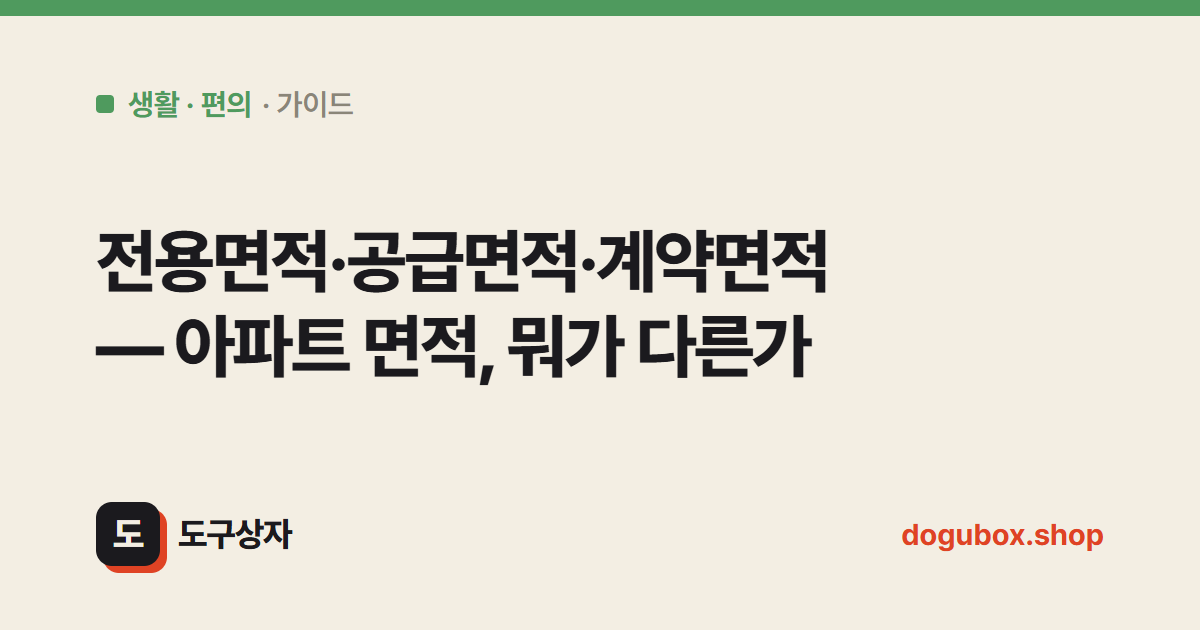 생활 · 편의 · 가이드
전용면적·공급면적·계약면적
— 아파트 면적, 뭐가 다른가
도 도구상자
dogubox.shop